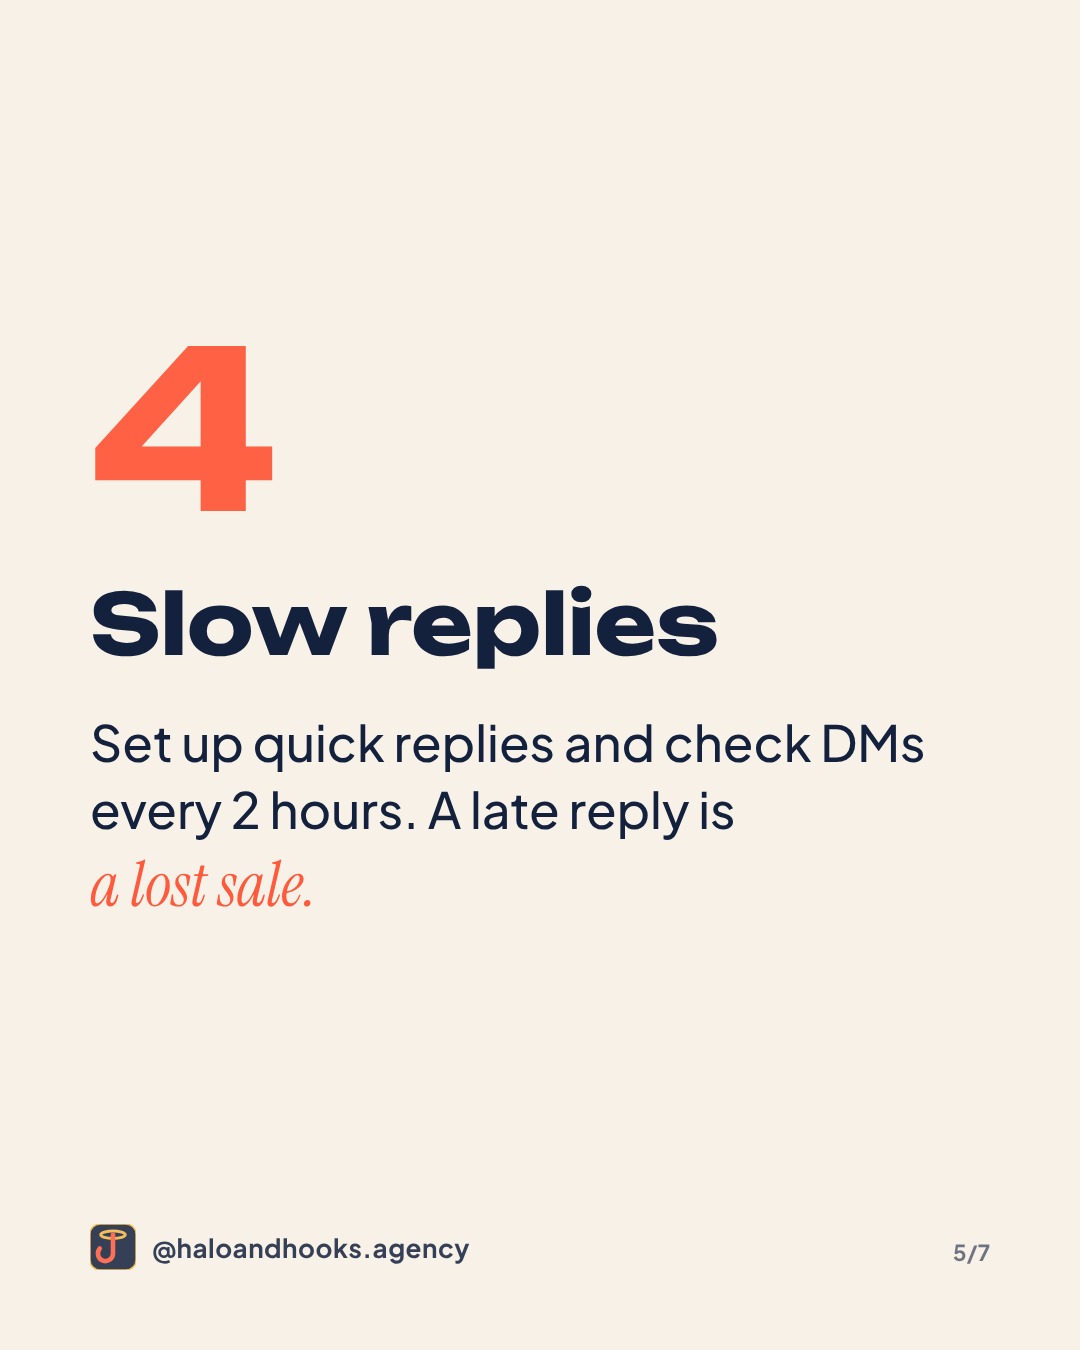 4
Slow replies
Set up quick replies and check DMs
every 2 hours. A late reply is
a lost sale.
@haloandhooks.agency
5/7